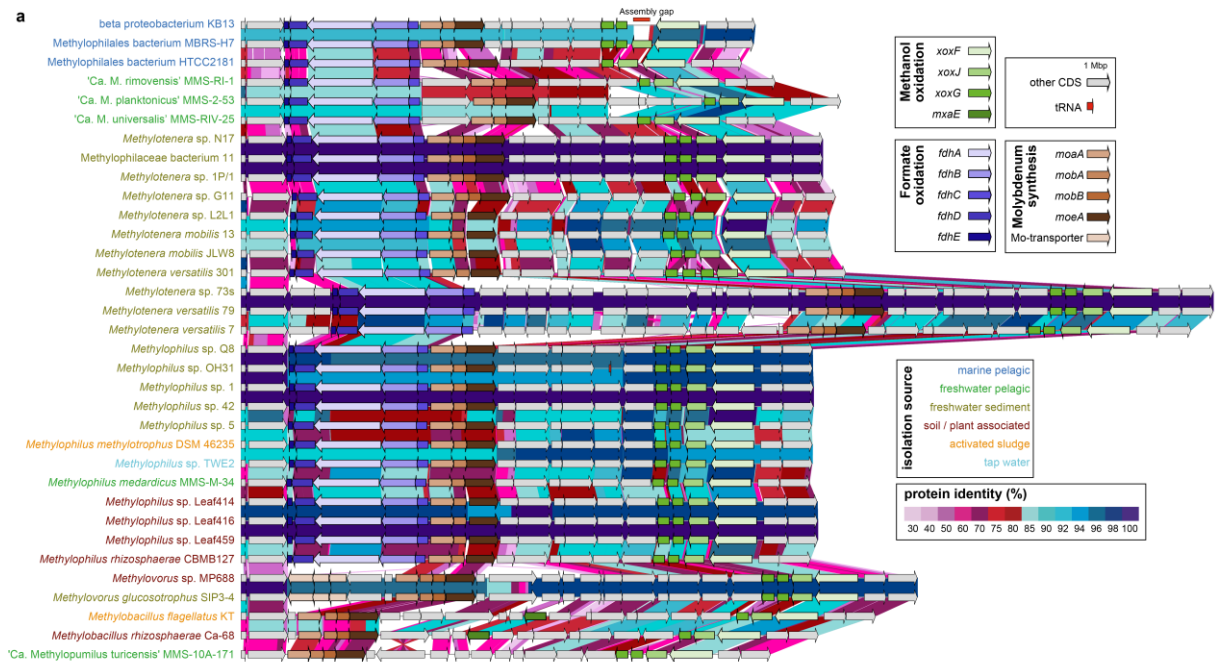 a
Assembly gap
beta proteobacterium KB13
Methylophilales bacterium MBRS-H7
Methylophilales bacterium HTCC2181
'Ca. M. rimovensis' MMS-RI-1
'Ca. M. planktonicus' MMS-2-53
'Ca. M. universalis' MMS-RIV-25
Methylotenera sp. N17
Methylophilaceae bacterium 11
Methylotenera sp. 1P/1
Methylotenera sp. G11
Methylotenera sp. L2L1
Methylotenera mobilis 13
Methylotenera mobilis JLW8
Methylotenera versatilis 301
Methylotenera sp. 73s
Methylotenera versatilis 79
Methylotenera versatilis 7
Methylophilus sp. Q8
Methylophilus sp. OH31
Methylophilus sp. 1
Methylophilus sp. 42
Methylophilus sp. 5
Methylophilus methylotrophus DSM 46235
Methylophilus sp. TWE2
Methylophilus medardicus MMS-M-34
Methylophilus sp. Leaf414
Methylophilus sp. Leaf416
Methylophilus sp. Leaf459
Methylophilus rhizosphaerae CBMB127
Methylovorus sp. MP688
Methylovorus glucosotrophus SIP3-4
Methylobacillus flagellatus KT
Methylobacillus rhizosphaerae Ca-68
'Ca. Methylopumilus turicensis' MMS-10A-171
Methanol
oxidation
xoxF
xoxJ
xoxG
mxaE
1 Mbp
other CDS
tRNA
Formate
oxidation
fdhA
fdhB
fdhC
fdhD
fdhE
Molybdenum
synthesis
moaA
mobA
mobB
moeA
Mo-transporter
isolation source
marine pelagic
freshwater pelagic
freshwater sediment
soil / plant associated
activated sludge
tap water
protein identity (%)
30 40 50 60 70 75 80 85 90 92 94 96 98 100